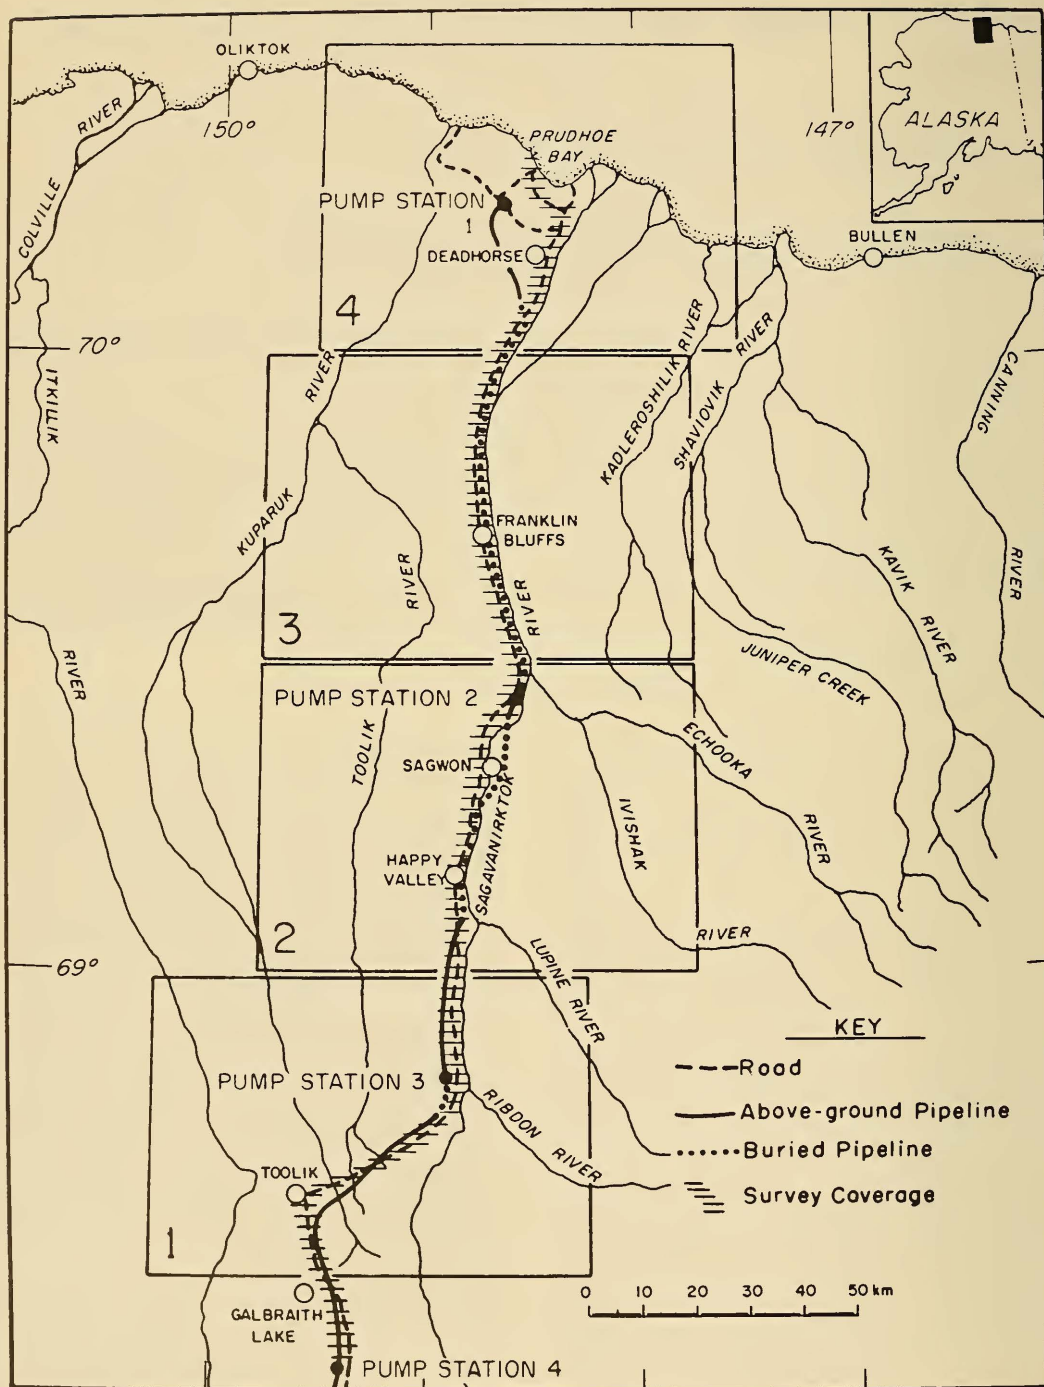 OLIKTOK
RIVER
150°
147°
ALASKA
PRUDHOE
BAY
COLVILLE
PUMP STATION
1
BULLEN
DEADHORSE
4
70°
ITKILLIK
RIVER
KADLEROSHILIK RIVER
SHAVIOVIK RIVER
CANNING
RIVER
KUPARUK
FRANKLIN
BLUFFS
RIVER
KAVIK
RIVER
RIVER
3
RIVER
JUNIPER CREEK
PUMP STATION 2
TOOLIK
ECHOOKA
RIVER
SAGWON
SAGAVANIRKTOK
IVISHAK
RIVER
HAPPY
VALLEY
2
LUPINE RIVER
69°
KEY
Road
PUMP STATION 3
Above-ground Pipeline
RIBDON
RIVER
Buried Pipeline
TOOLIK
Survey Coverage
1
0 10 20 30 40 50 km
GALBRAITH
LAKE
PUMP STATION 4